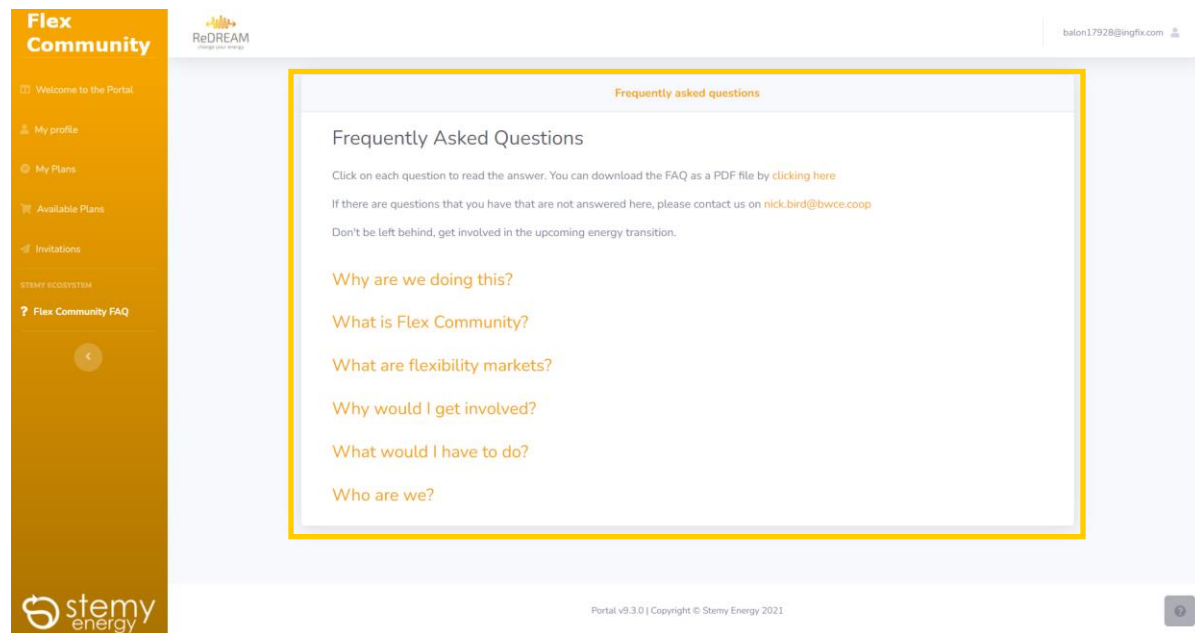 Flex
Community
Welcome to the Portal
My profile
My Plans
Available Plans
Invitations
STEMY ECOSYSTEM
? Flex Community FAQ
stemy
energy
ReDREAM
change your energy
balon17928@ingfix.com
Frequently asked questions
Frequently Asked Questions
Click on each question to read the answer. You can download the FAQ as a PDF file by clicking here
If there are questions that you have that are not answered here, please contact us on nick.bird@bwce.coop
Don't be left behind, get involved in the upcoming energy transition.
Why are we doing this?
What is Flex Community?
What are flexibility markets?
Why would I get involved?
What would I have to do?
Who are we?
Portal v9.3.0 | Copyright © Stemy Energy 2021
?